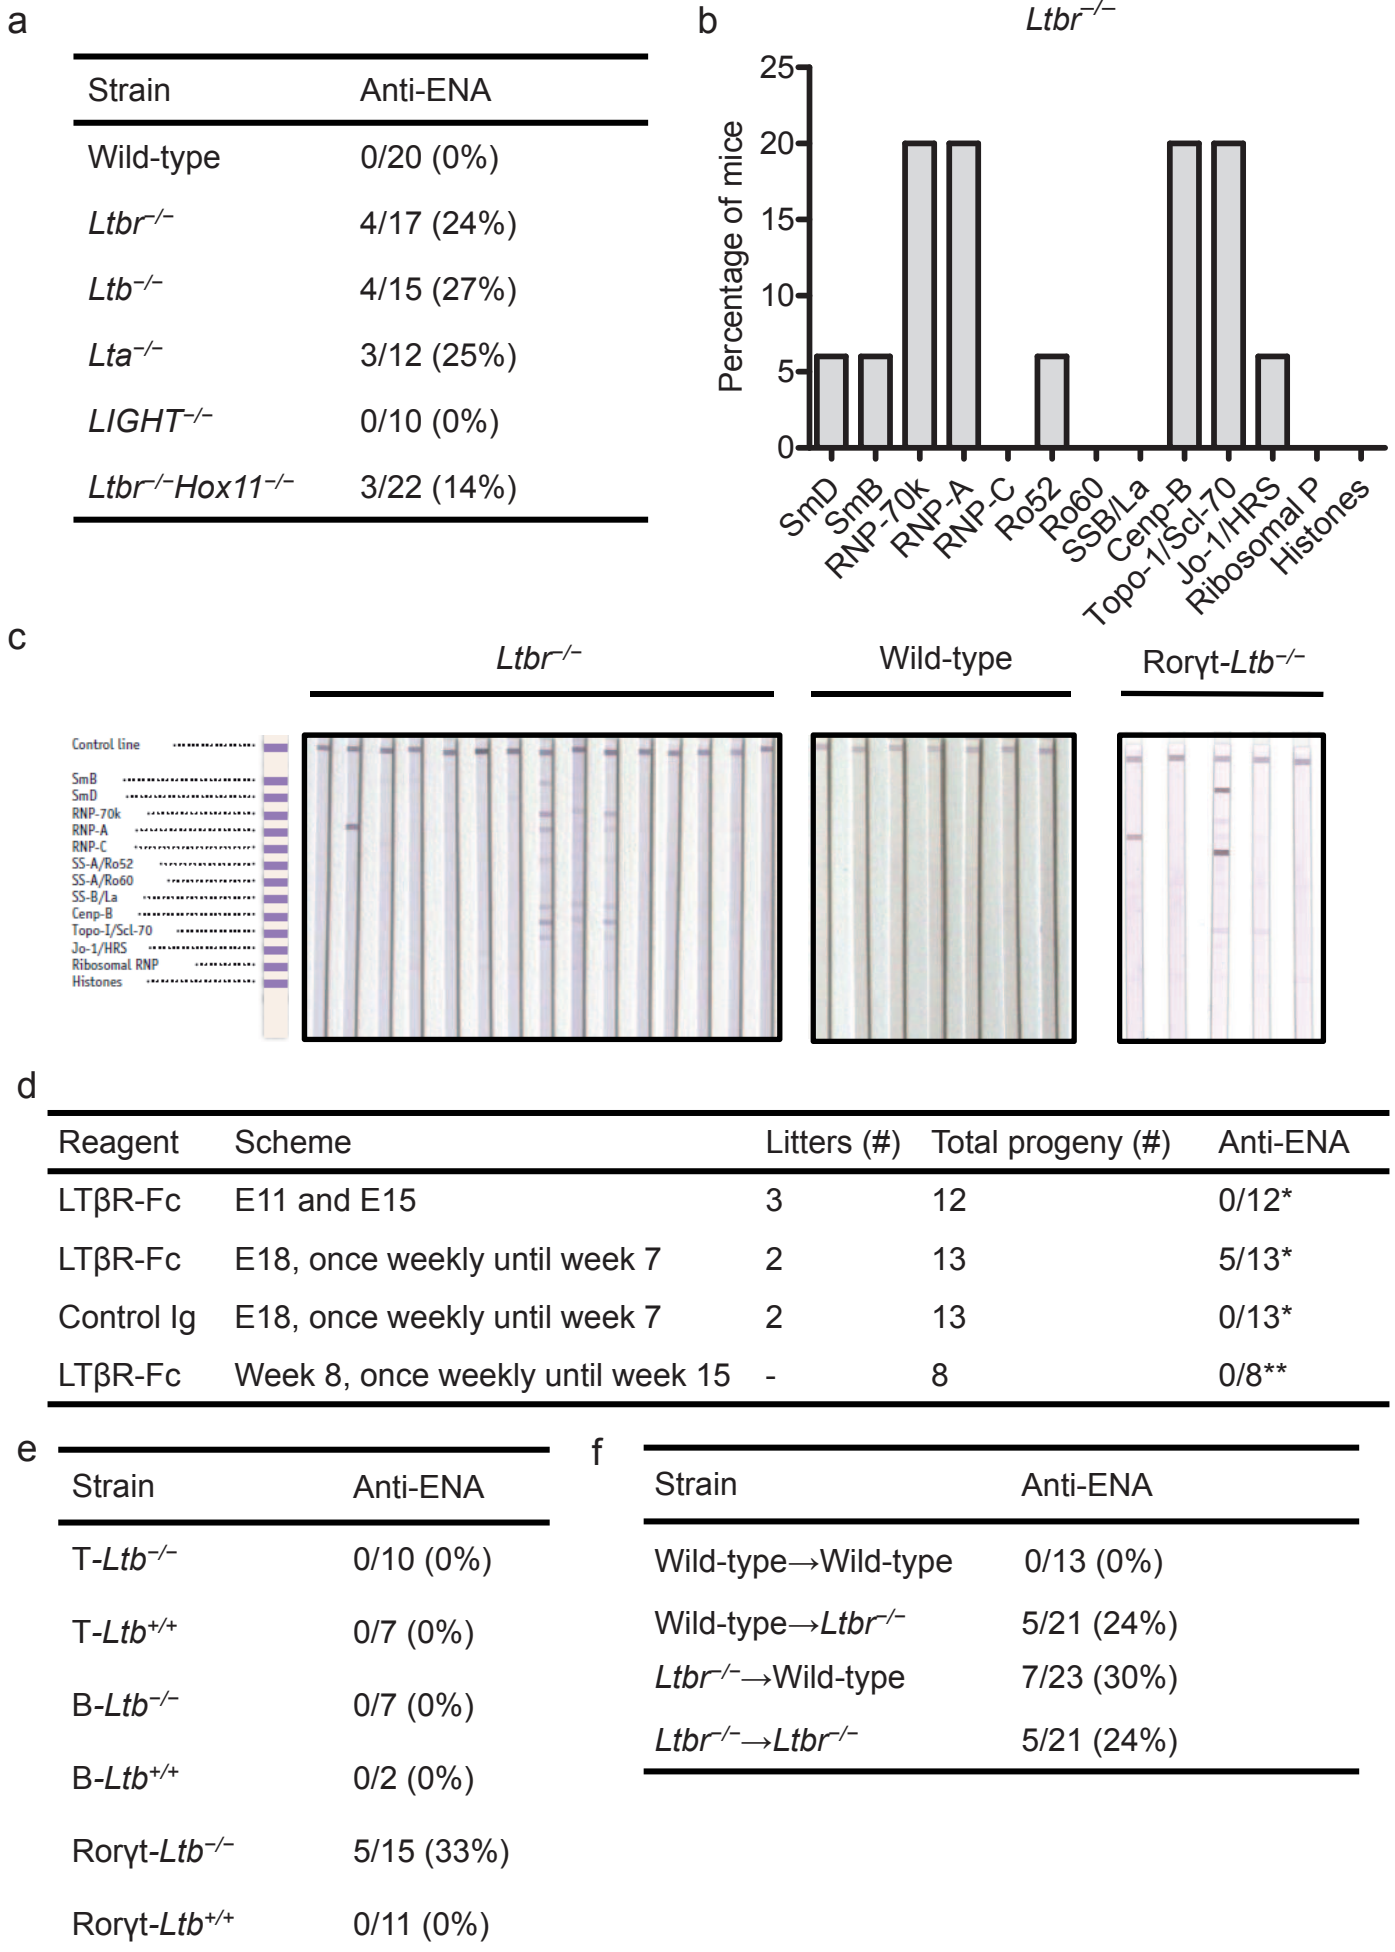 a
Strain Anti-ENA
Wild-type 0/20 (0%)
Ltbr−/− 4/17 (24%)
Ltb−/− 4/15 (27%)
Lta−/− 3/12 (25%)
LIGHT−/− 0/10 (0%)
Ltbr−/−Hox11−/− 3/22 (14%)
b
Ltbr−/−
Percentage of mice
25
20
15
10
5
0
SmD
SmB
RNP-70k
RNP-A
RNP-C
Ro52
Ro60
SSB/La
Cenp-B
Topo-1/Scl-70
Jo-1/HRS
Ribosomal P
Histones
c
Ltbr−/− Wild-type Rorγt-Ltb−/−
Control line
SmB
SmD
RNP-70k
RNP-A
RNP-C
SS-A/Ro52
SS-A/Ro60
SS-B/La
Cenp-B
Topo-I/Scl-70
Jo-1/HRS
Ribosomal RNP
Histones
d
Reagent Scheme Litters (#) Total progeny (#) Anti-ENA
LTβR-Fc E11 and E15 3 12 0/12*
LTβR-Fc E18, once weekly until week 7 2 13 5/13*
Control Ig E18, once weekly until week 7 2 13 0/13*
LTβR-Fc Week 8, once weekly until week 15 - 8 0/8**
e
Strain Anti-ENA
T-Ltb−/− 0/10 (0%)
T-Ltb+/+ 0/7 (0%)
B-Ltb−/− 0/7 (0%)
B-Ltb+/+ 0/2 (0%)
Rorγt-Ltb−/− 5/15 (33%)
Rorγt-Ltb+/+ 0/11 (0%)
f
Strain Anti-ENA
Wild-type→Wild-type 0/13 (0%)
Wild-type→Ltbr−/− 5/21 (24%)
Ltbr−/−→Wild-type 7/23 (30%)
Ltbr−/−→Ltbr−/− 5/21 (24%)